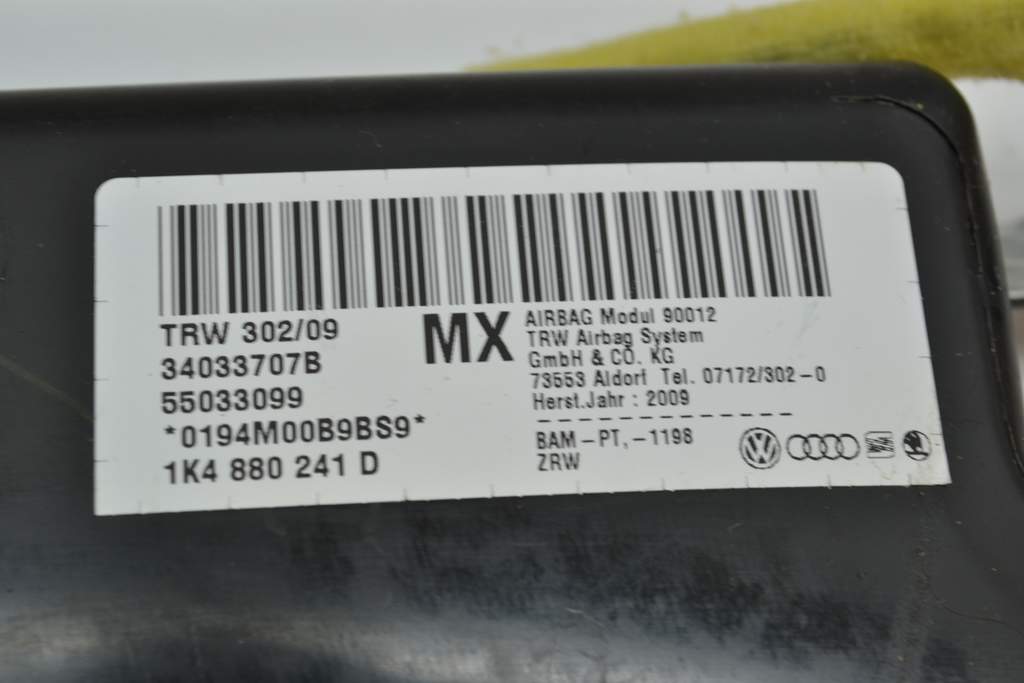 TRW 302/09
34033707B
55033099
*0194M00B9BS9*
1K4 880 241 D
MX
AIRBAG Modul 90012
TRW Airbag System
GmbH & CO. KG
73553 Aldorf Tel. 07172/302-0
Herst.Jahr : 2009
BAM-PT,-1198
ZRW